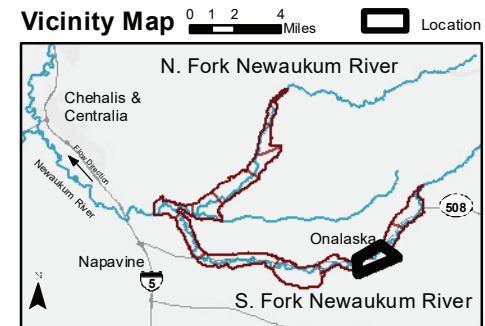 Vicinity Map
0 1 2 4
Miles
Location
N. Fork Newaukum River
Chehalis &
Centralia
Flow Direction
Newaukum River
508
Onalaska
Napavine
5
S. Fork Newaukum River
N